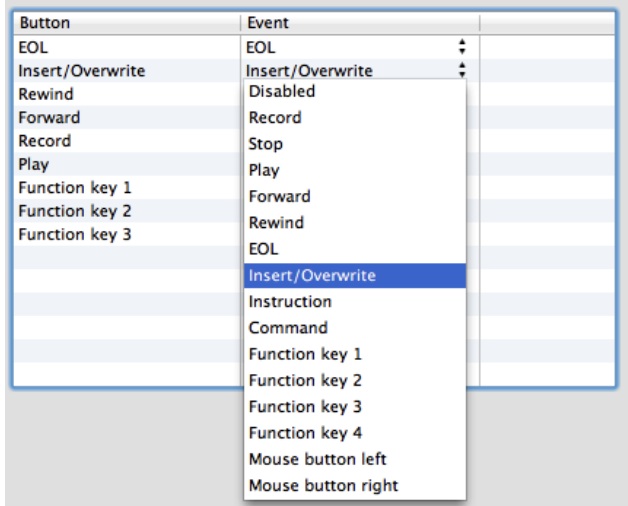 Button Event
EOL EOL
Insert/Overwrite Insert/Overwrite
Rewind Disabled
Forward Record
Record Stop
Play Play
Function key 1 Forward
Function key 2 Rewind
Function key 3 EOL
Insert/Overwrite
Instruction
Command
Function key 1
Function key 2
Function key 3
Function key 4
Mouse button left
Mouse button right